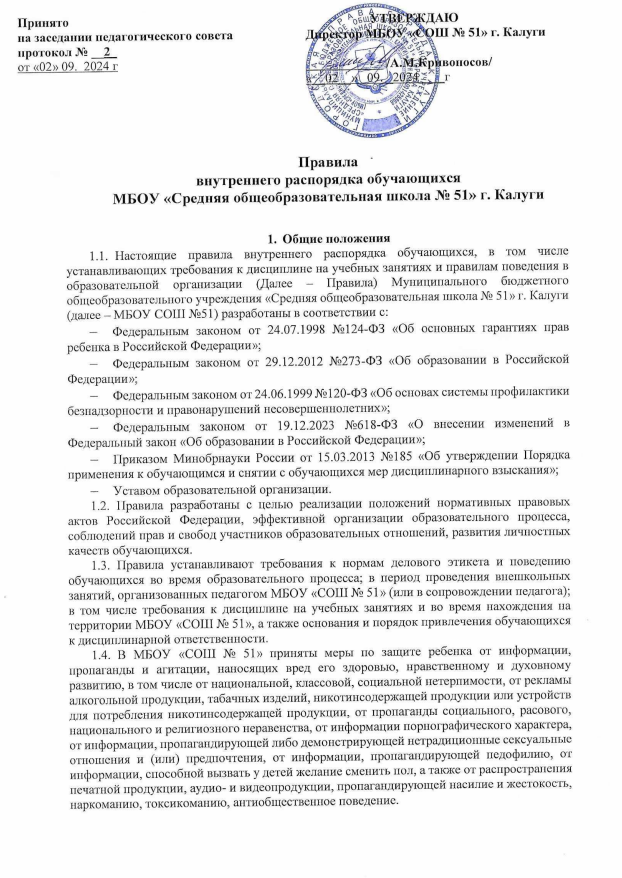 Принято
на заседании педагогического совета
протокол № 2
от «02» 09. 2024 г
УТВЕРЖДАЮ
Директор МБОУ «СОШ № 51» г. Калуги
А.М.Кривоносов/
« 02 » 09. 2024 г
Правила
внутреннего распорядка обучающихся
МБОУ «Средняя общеобразовательная школа № 51» г. Калуги
1. Общие положения
1.1. Настоящие правила внутреннего распорядка обучающихся, в том числе
устанавливающих требования к дисциплине на учебных занятиях и правилам поведения в
образовательной организации (Далее – Правила) Муниципального бюджетного
общеобразовательного учреждения «Средняя общеобразовательная школа № 51» г. Калуги
(далее – МБОУ СОШ №51) разработаны в соответствии с:
– Федеральным законом от 24.07.1998 №124-ФЗ «Об основных гарантиях прав
ребенка в Российской Федерации»;
– Федеральным законом от 29.12.2012 №273-ФЗ «Об образовании в Российской
Федерации»;
– Федеральным законом от 24.06.1999 №120-ФЗ «Об основах системы профилактики
безнадзорности и правонарушений несовершеннолетних»;
– Федеральным законом от 19.12.2023 №618-ФЗ «О внесении изменений в
Федеральный закон «Об образовании в Российской Федерации»;
– Приказом Минобрнауки России от 15.03.2013 №185 «Об утверждении Порядка
применения к обучающимся и снятии с обучающихся мер дисциплинарного взыскания»;
– Уставом образовательной организации.
1.2. Правила разработаны с целью реализации положений нормативных правовых
актов Российской Федерации, эффективной организации образовательного процесса,
соблюдений прав и свобод участников образовательных отношений, развития личностных
качеств обучающихся.
1.3. Правила устанавливают требования к нормам делового этикета и поведению
обучающихся во время образовательного процесса; в период проведения внешкольных
занятий, организованных педагогом МБОУ «СОШ № 51» (или в сопровождении педагога);
в том числе требования к дисциплине на учебных занятиях и во время нахождения на
территории МБОУ «СОШ № 51», а также основания и порядок привлечения обучающихся
к дисциплинарной ответственности.
1.4. В МБОУ «СОШ № 51» приняты меры по защите ребенка от информации,
пропаганды и агитации, наносящих вред его здоровью, нравственному и духовному
развитию, в том числе от национальной, классовой, социальной нетерпимости, от рекламы
алкогольной продукции, табачных изделий, никотинсодержащей продукции или устройств
для потребления никотинсодержащей продукции, от пропаганды социального, расового,
национального и религиозного неравенства, от информации порнографического характера,
от информации, пропагандирующей либо демонстрирующей нетрадиционные сексуальные
отношения и (или) предпочтения, от информации, пропагандирующей педофилию, от
информации, способной вызвать у детей желание сменить пол, а также от распространения
печатной продукции, аудио- и видеопродукции, пропагандирующей насилие и жестокость,
наркоманию, токсикоманию, антиобщественное поведение.